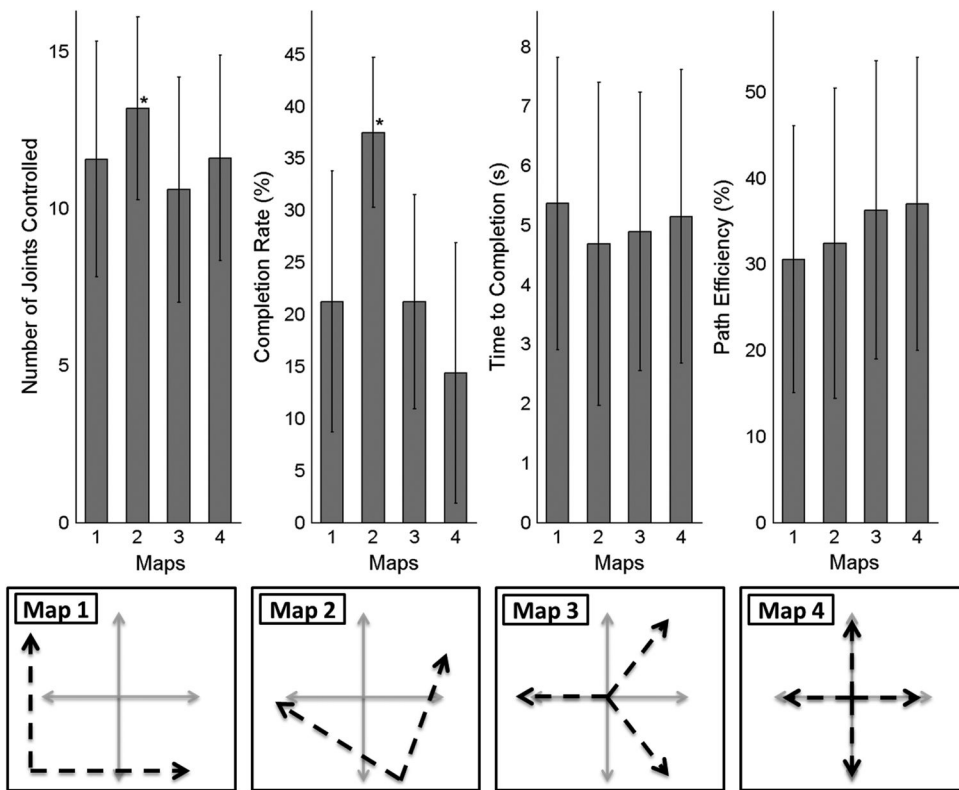 Number of Joints Controlled
15
10
5
0
1 2 3 4
Maps
*
Completion Rate (%)
45
40
35
30
25
20
15
10
5
0
1 2 3 4
Maps
*
Time to Completion (s)
8
7
6
5
4
3
2
1
0
1 2 3 4
Maps
Path Efficiency (%)
50
40
30
20
10
0
1 2 3 4
Maps
Map 1
Map 2
Map 3
Map 4